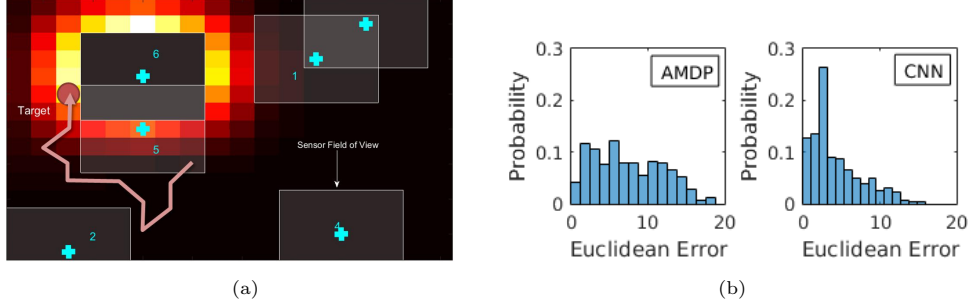 6
1
Target
5
Sensor Field of View
2
4
(a)
0.3
0.2
0.1
0
Probability
AMDP
0 10 20
Euclidean Error
0.3
0.2
0.1
0
Probability
CNN
0 10 20
Euclidean Error
(b)